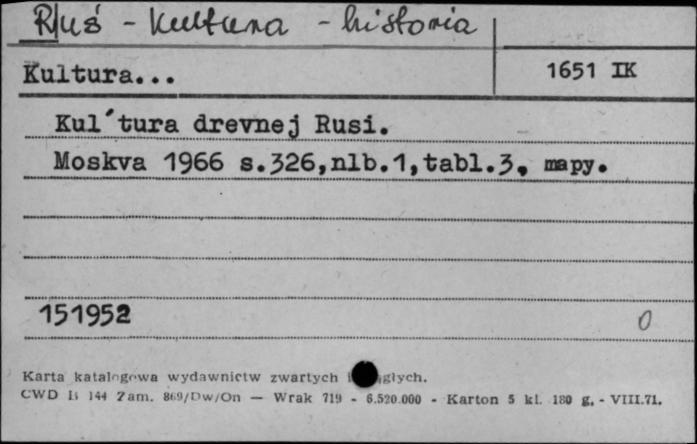 Ruś - kultura - historia
Kultura...
1651 IK
Kul´tura drevnej Rusi.
Moskva 1966 s.326,nlb.1,tabl.3, mapy.
151952
0
Karta katalogowa wydawnictw zwartych i ciągłych.
CWD B 144 Zam. 869/Dw/On — Wrak 719 - 6.520.000 - Karton 5 kl. 180 g. - VIII.71.